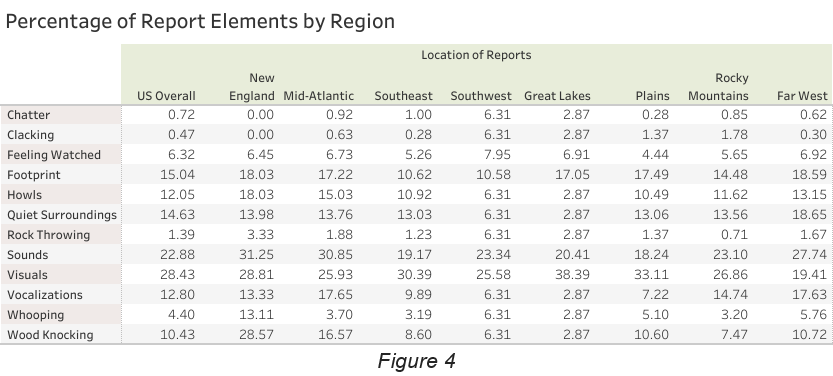 Percentage of Report Elements by Region
Location of Reports
New Rocky
US Overall England Mid-Atlantic Southeast Southwest Great Lakes Plains Mountains Far West
Chatter 0.72 0.00 0.92 1.00 6.31 2.87 0.28 0.85 0.62
Clacking 0.47 0.00 0.63 0.28 6.31 2.87 1.37 1.78 0.30
Feeling Watched 6.32 6.45 6.73 5.26 7.95 6.91 4.44 5.65 6.92
Footprint 15.04 18.03 17.22 10.62 10.58 17.05 17.49 14.48 18.59
Howls 12.05 18.03 15.03 10.92 6.31 2.87 10.49 11.62 13.15
Quiet Surroundings 14.63 13.98 13.76 13.03 6.31 2.87 13.06 13.56 18.65
Rock Throwing 1.39 3.33 1.88 1.23 6.31 2.87 1.37 0.71 1.67
Sounds 22.88 31.25 30.85 19.17 23.34 20.41 18.24 23.10 27.74
Visuals 28.43 28.81 25.93 30.39 25.58 38.39 33.11 26.86 19.41
Vocalizations 12.80 13.33 17.65 9.89 6.31 2.87 7.22 14.74 17.63
Whooping 4.40 13.11 3.70 3.19 6.31 2.87 5.10 3.20 5.76
Wood Knocking 10.43 28.57 16.57 8.60 6.31 2.87 10.60 7.47 10.72
Figure 4